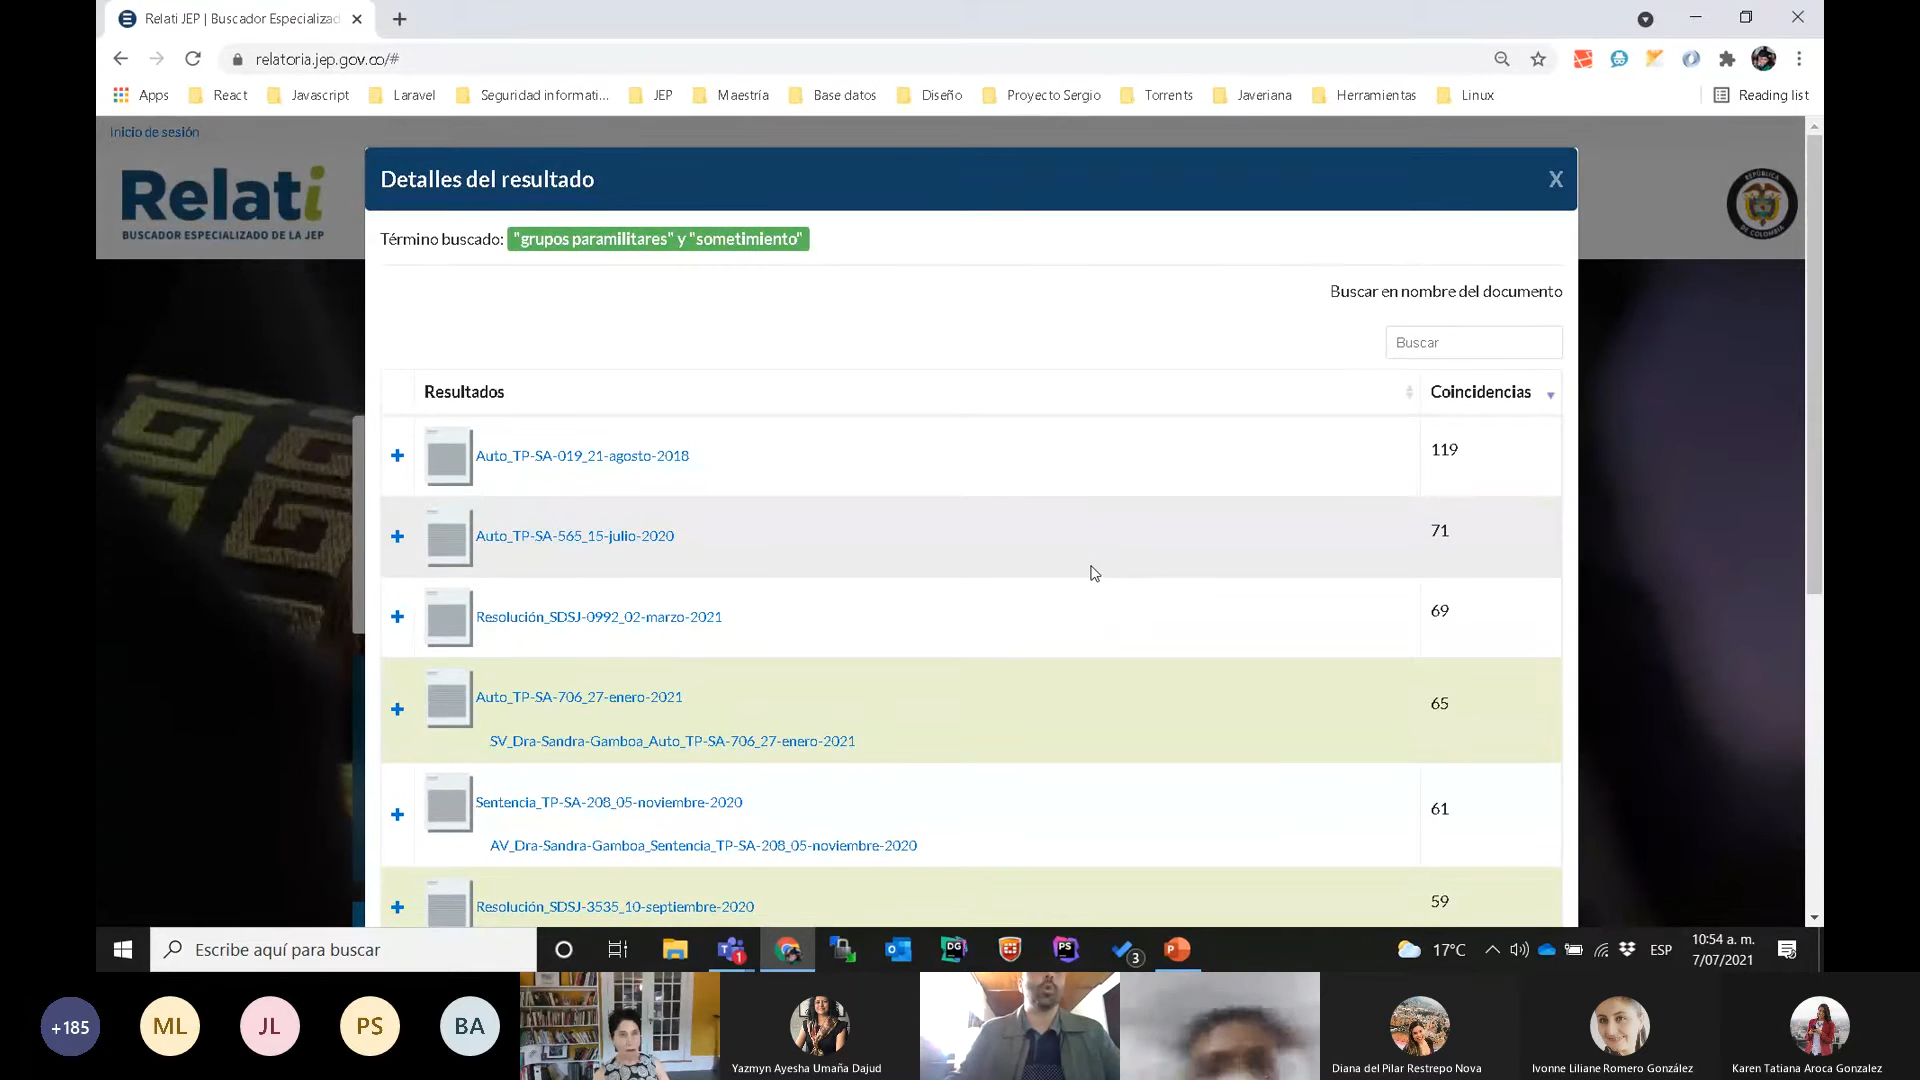 Relati JEP | Buscador Especializad
relatoria.jep.gov.co/#
Apps React Javascript Laravel Seguridad informati... JEP Maestría Base datos Diseño Proyecto Sergio Torrents Javeriana Herramientas Linux Reading list
Inicio de sesión
Relati
BUSCADOR ESPECIALIZADO DE LA JEP
REPÚBLICA
DE COLOMBIA
Detalles del resultado X
Término buscado: "grupos paramilitares" y "sometimiento"
Buscar en nombre del documento
Buscar
Resultados Coincidencias
Auto_TP-SA-019_21-agosto-2018 119
Auto_TP-SA-565_15-julio-2020 71
Resolución_SDSJ-0992_02-marzo-2021 69
Auto_TP-SA-706_27-enero-2021 65
SV_Dra-Sandra-Gamboa_Auto_TP-SA-706_27-enero-2021
Sentencia_TP-SA-208_05-noviembre-2020 61
AV_Dra-Sandra-Gamboa_Sentencia_TP-SA-208_05-noviembre-2020
Resolución_SDSJ-3535_10-septiembre-2020 59
Escribe aquí para buscar 1 DG PS 3 P 17°C ESP 10:54 a. m.
7/07/2021
+185 ML JL PS BA
Yazmyn Ayesha Umaña Dajud Diana del Pilar Restrepo Nova Ivonne Liliane Romero González Karen Tatiana Aroca Gonzalez